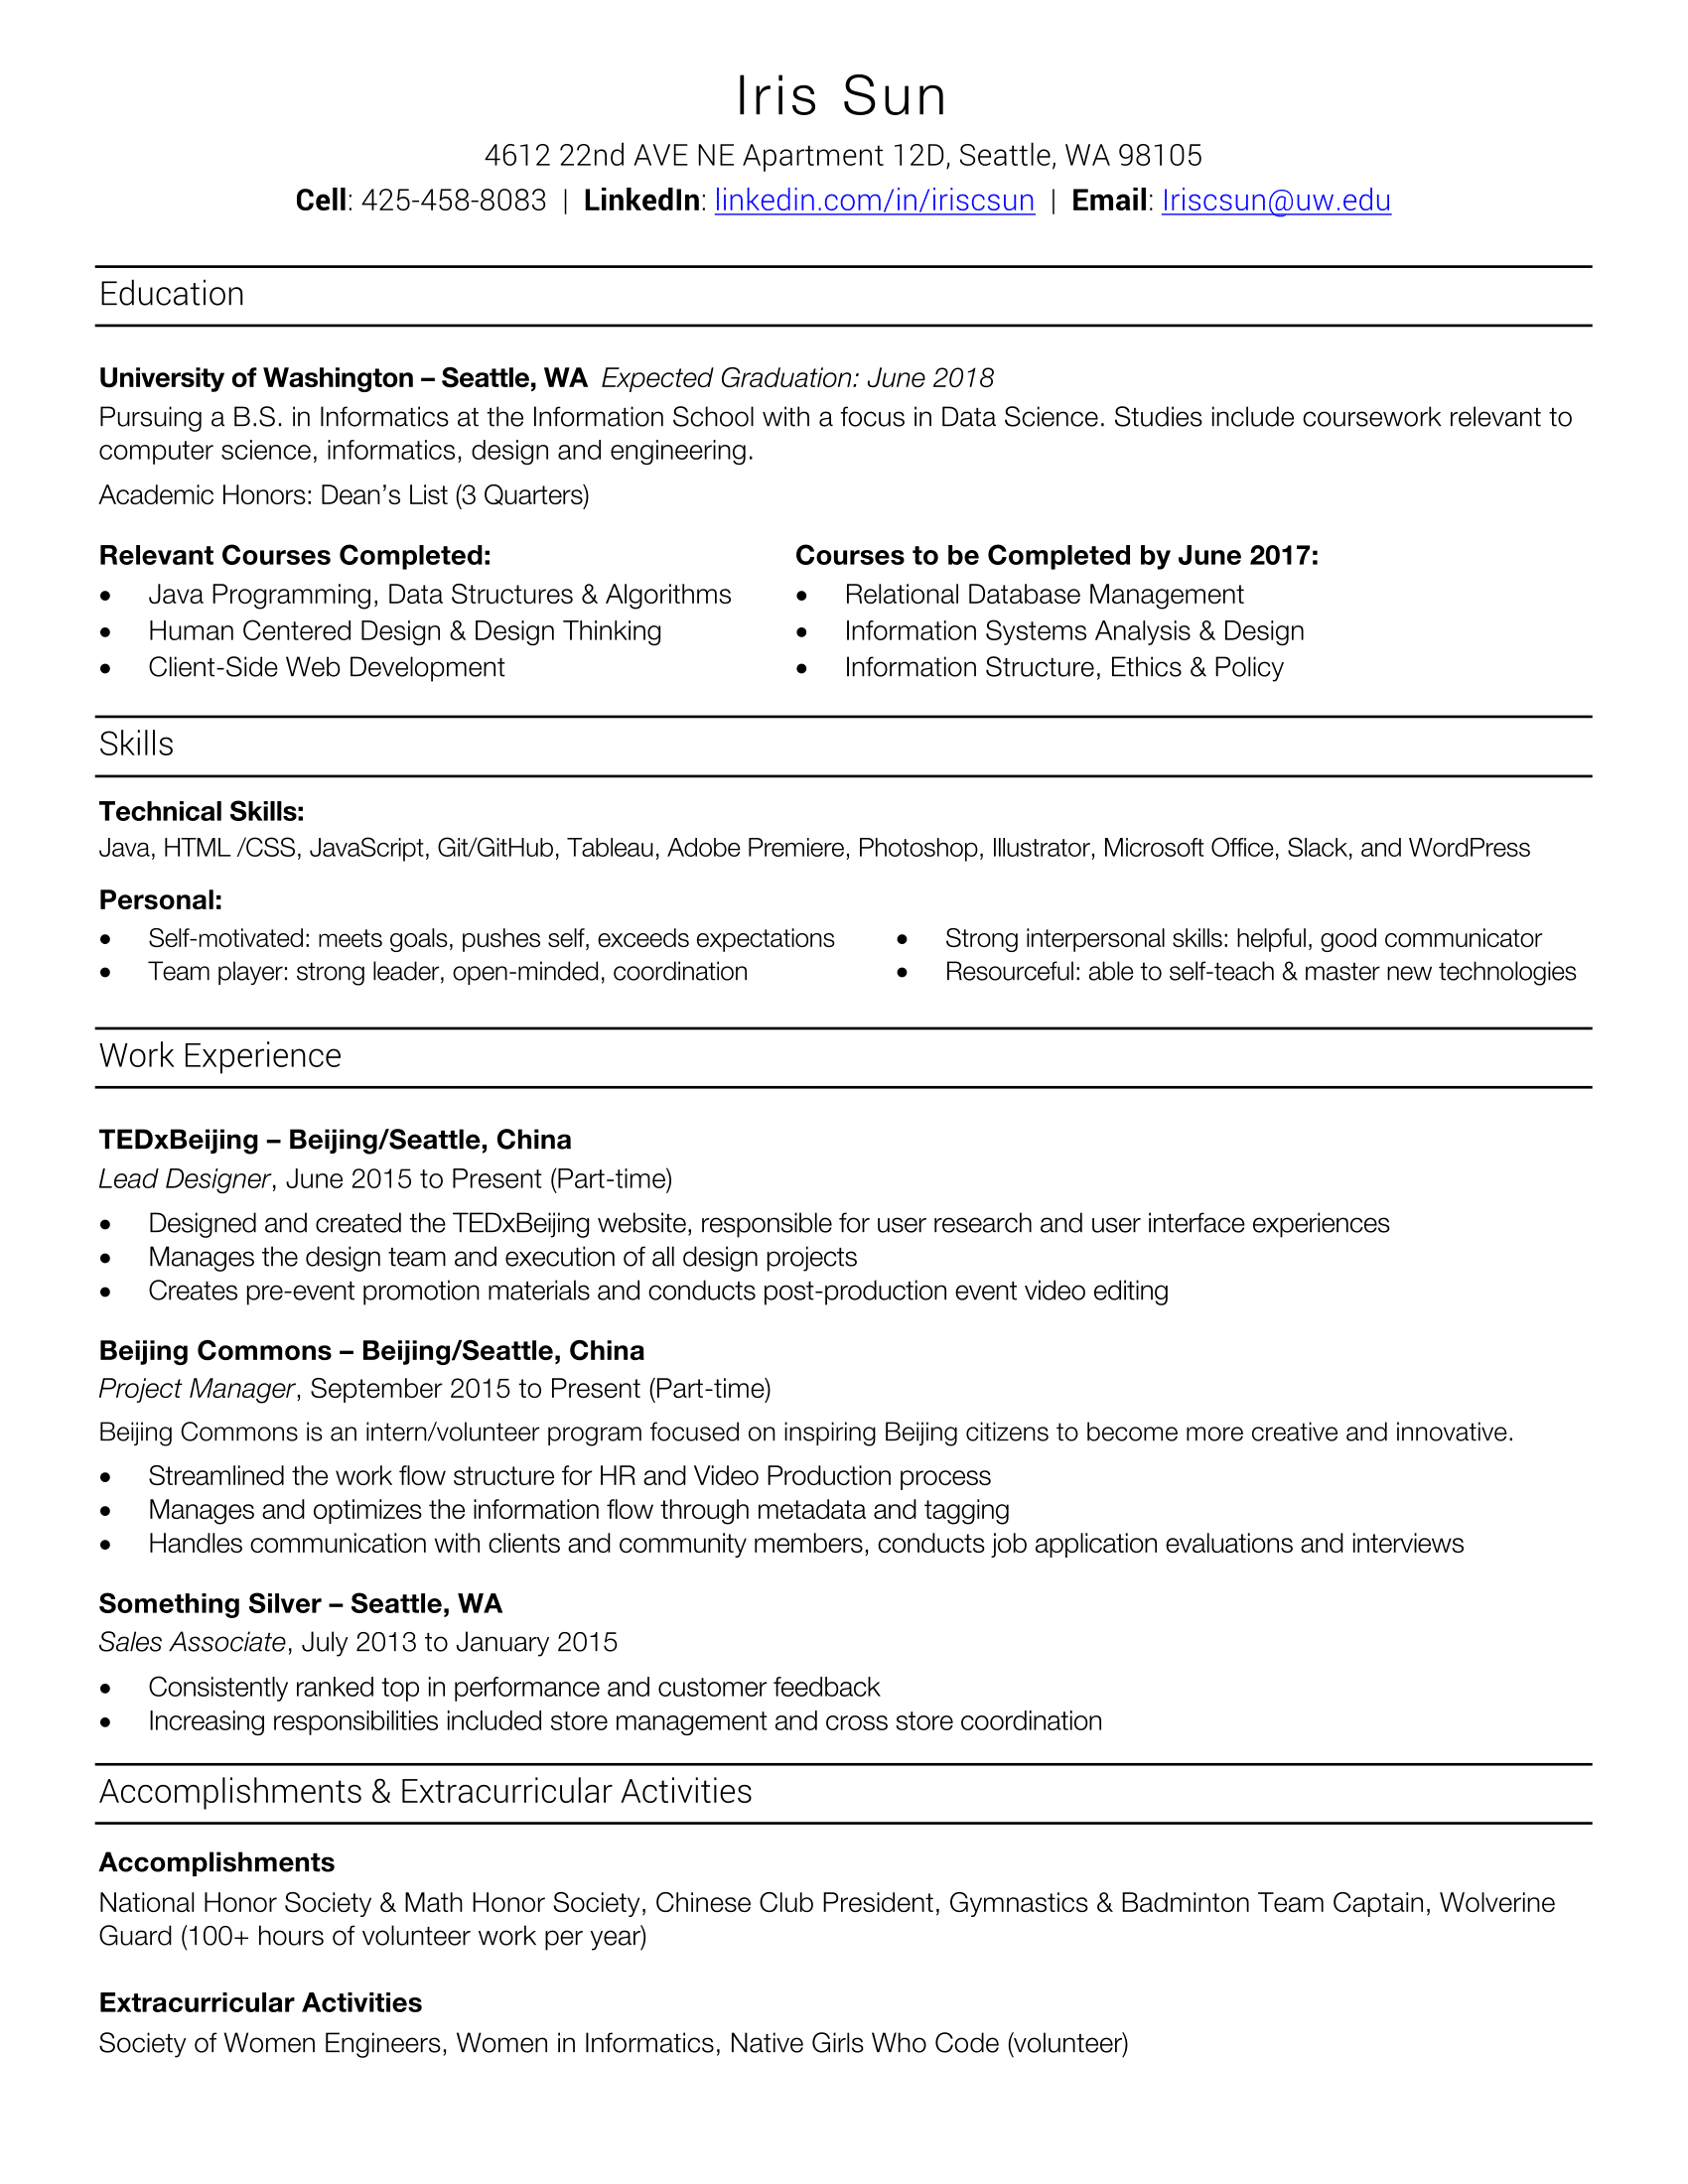 Iris Sun
4612 22nd AVE NE Apartment 12D, Seattle, WA 98105
Cell: 425-458-8083 | LinkedIn: linkedin.com/in/iriscsun | Email: Iriscsun@uw.edu
Education
University of Washington – Seattle, WA Expected Graduation: June 2018
Pursuing a B.S. in Informatics at the Information School with a focus in Data Science. Studies include coursework relevant to
computer science, informatics, design and engineering.
Academic Honors: Dean’s List (3 Quarters)
Relevant Courses Completed:
• Java Programming, Data Structures & Algorithms
• Human Centered Design & Design Thinking
• Client-Side Web Development
Courses to be Completed by June 2017:
• Relational Database Management
• Information Systems Analysis & Design
• Information Structure, Ethics & Policy
Skills
Technical Skills:
Java, HTML /CSS, JavaScript, Git/GitHub, Tableau, Adobe Premiere, Photoshop, Illustrator, Microsoft Office, Slack, and WordPress
Personal:
• Self-motivated: meets goals, pushes self, exceeds expectations
• Team player: strong leader, open-minded, coordination
• Strong interpersonal skills: helpful, good communicator
• Resourceful: able to self-teach & master new technologies
Work Experience
TEDxBeijing – Beijing/Seattle, China
Lead Designer, June 2015 to Present (Part-time)
• Designed and created the TEDxBeijing website, responsible for user research and user interface experiences
• Manages the design team and execution of all design projects
• Creates pre-event promotion materials and conducts post-production event video editing
Beijing Commons – Beijing/Seattle, China
Project Manager, September 2015 to Present (Part-time)
Beijing Commons is an intern/volunteer program focused on inspiring Beijing citizens to become more creative and innovative.
• Streamlined the work flow structure for HR and Video Production process
• Manages and optimizes the information flow through metadata and tagging
• Handles communication with clients and community members, conducts job application evaluations and interviews
Something Silver – Seattle, WA
Sales Associate, July 2013 to January 2015
• Consistently ranked top in performance and customer feedback
• Increasing responsibilities included store management and cross store coordination
Accomplishments & Extracurricular Activities
Accomplishments
National Honor Society & Math Honor Society, Chinese Club President, Gymnastics & Badminton Team Captain, Wolverine
Guard (100+ hours of volunteer work per year)
Extracurricular Activities
Society of Women Engineers, Women in Informatics, Native Girls Who Code (volunteer)